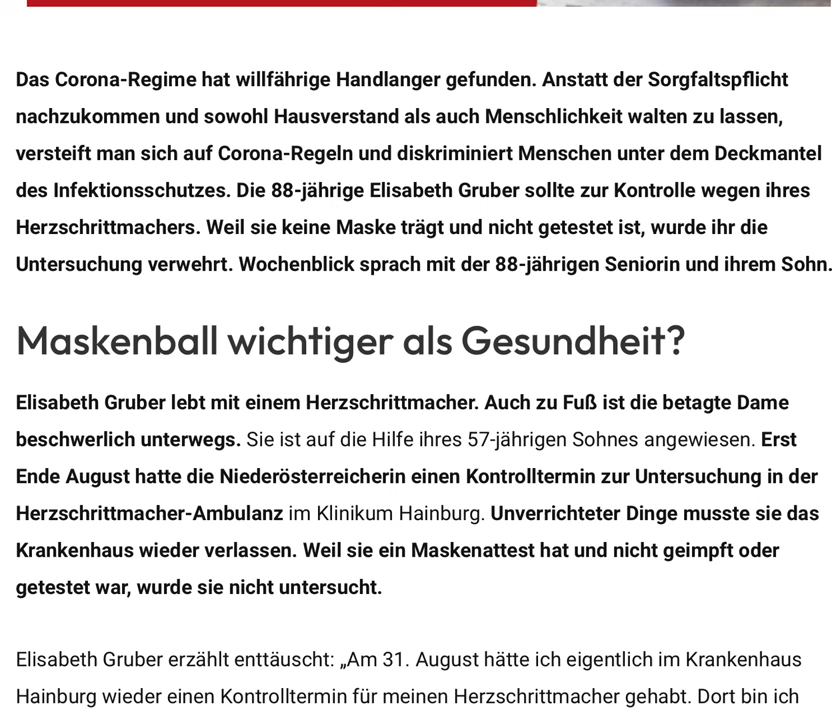 Das Corona-Regime hat willfährige Handlanger gefunden. Anstatt der Sorgfaltspflicht
nachzukommen und sowohl Hausverstand als auch Menschlichkeit walten zu lassen,
versteift man sich auf Corona-Regeln und diskriminiert Menschen unter dem Deckmantel
des Infektionsschutzes. Die 88-jährige Elisabeth Gruber sollte zur Kontrolle wegen ihres
Herzschrittmachers. Weil sie keine Maske trägt und nicht getestet ist, wurde ihr die
Untersuchung verwehrt. Wochenblick sprach mit der 88-jährigen Seniorin und ihrem Sohn.
Maskenball wichtiger als Gesundheit?
Elisabeth Gruber lebt mit einem Herzschrittmacher. Auch zu Fuß ist die betagte Dame
beschwerlich unterwegs. Sie ist auf die Hilfe ihres 57-jährigen Sohnes angewiesen. Erst
Ende August hatte die Niederösterreicherin einen Kontrolltermin zur Untersuchung in der
Herzschrittmacher-Ambulanz im Klinikum Hainburg. Unverrichteter Dinge musste sie das
Krankenhaus wieder verlassen. Weil sie ein Maskenattest hat und nicht geimpft oder
getestet war, wurde sie nicht untersucht.
Elisabeth Gruber erzählt enttäuscht: „Am 31. August hätte ich eigentlich im Krankenhaus
Hainburg wieder einen Kontrolltermin für meinen Herzschrittmacher gehabt. Dort bin ich